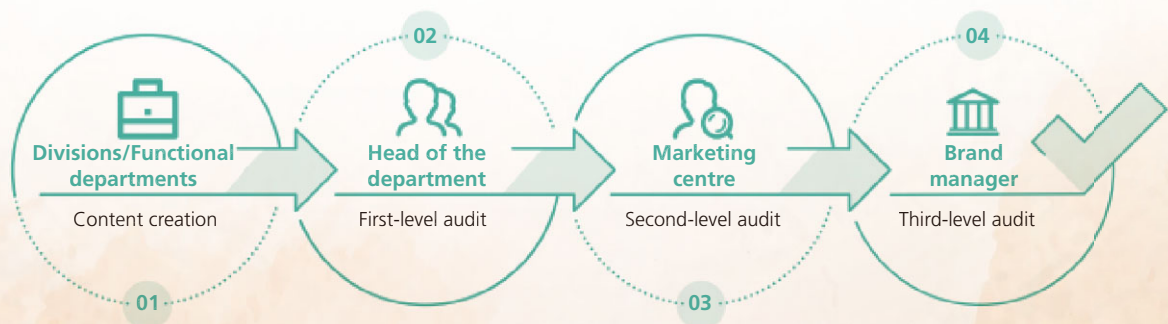 02
04
Divisions/Functional
departments
Content creation
Head of the
department
First-level audit
Marketing
centre
Second-level audit
Brand
manager
Third-level audit
01
03